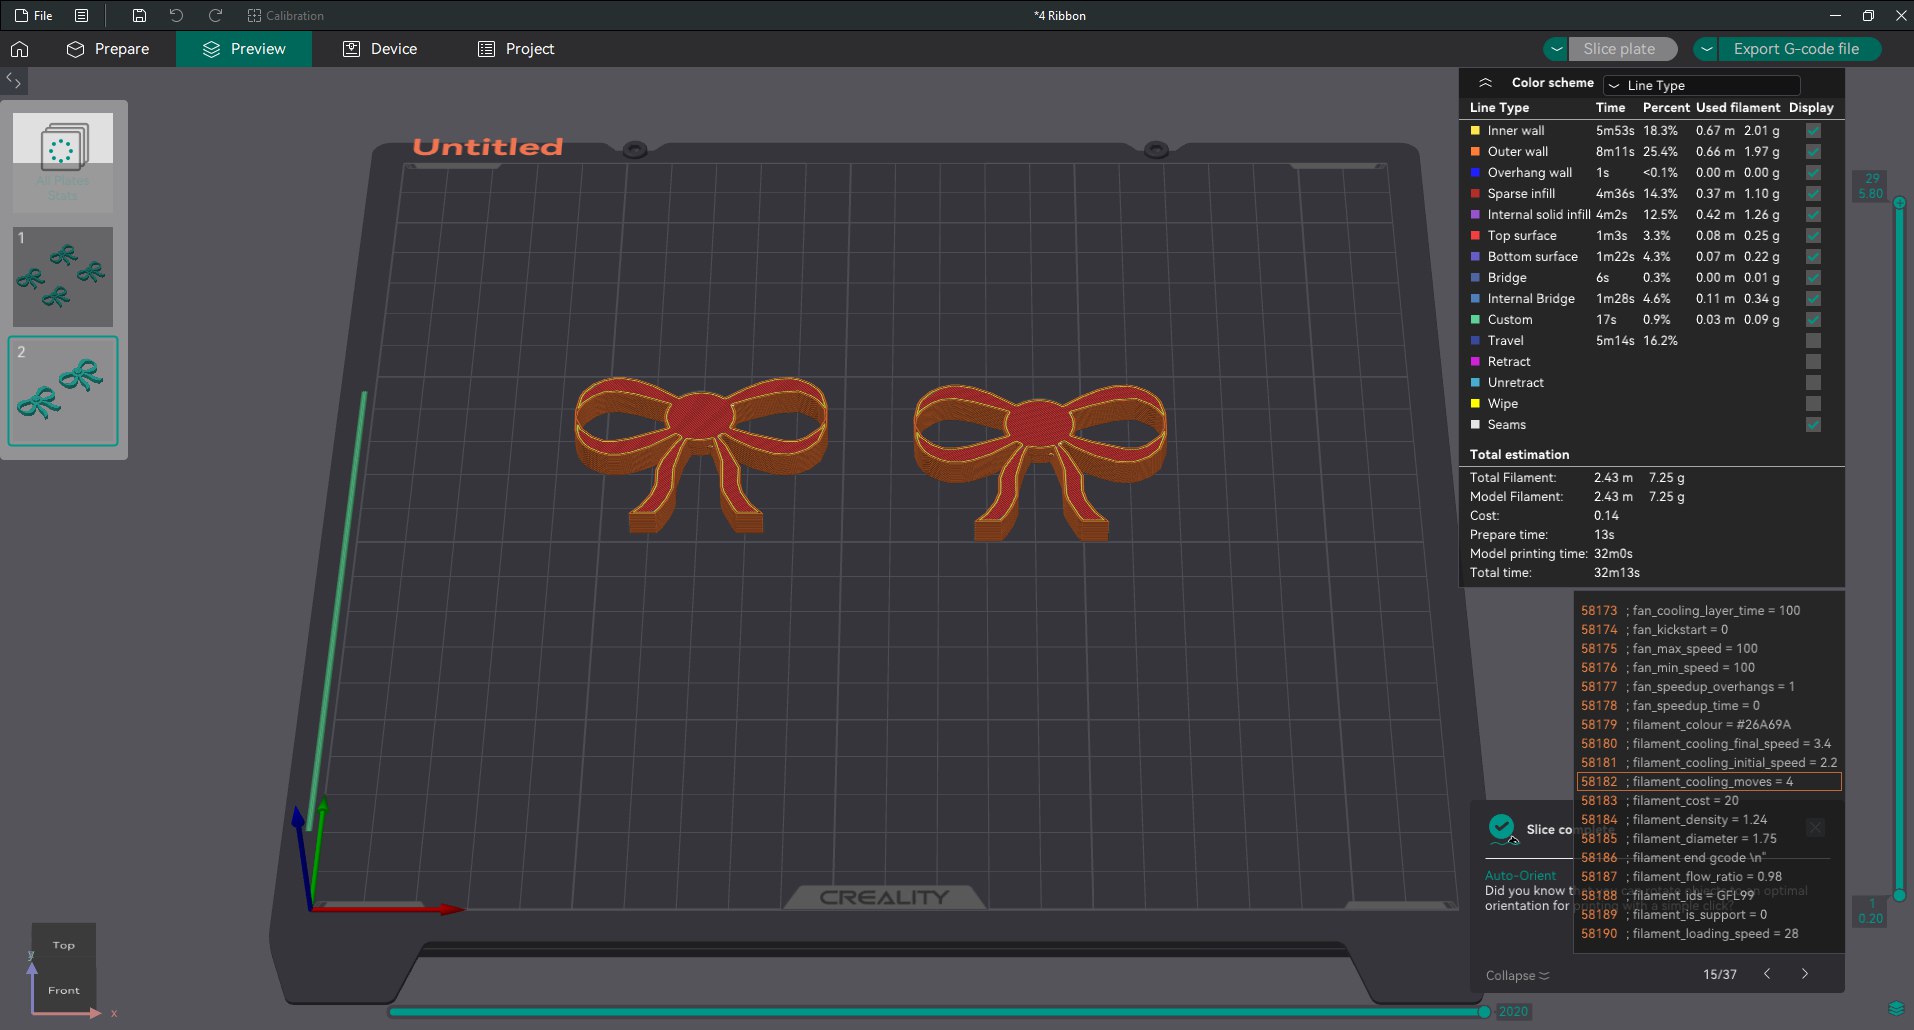 File
Calibration
*4 Ribbon
Prepare
Preview
Device
Project
Slice plate
Export G-code file
All Plates
Stats
1
2
Untitled
CREALITY
Color scheme Line Type
Line Type Time Percent Used filament Display
Inner wall 5m53s 18.3% 0.67 m 2.01 g
Outer wall 8m11s 25.4% 0.66 m 1.97 g
Overhang wall 1s <0.1% 0.00 m 0.00 g
Sparse infill 4m36s 14.3% 0.37 m 1.10 g
Internal solid infill 4m2s 12.5% 0.42 m 1.26 g
Top surface 1m3s 3.3% 0.08 m 0.25 g
Bottom surface 1m22s 4.3% 0.07 m 0.22 g
Bridge 6s 0.3% 0.00 m 0.01 g
Internal Bridge 1m28s 4.6% 0.11 m 0.34 g
Custom 17s 0.9% 0.03 m 0.09 g
Travel 5m14s 16.2%
Retract
Unretract
Wipe
Seams
Total estimation
Total Filament: 2.43 m 7.25 g
Model Filament: 2.43 m 7.25 g
Cost: 0.14
Prepare time: 13s
Model printing time: 32m0s
Total time: 32m13s
29
5.80
58173 ; fan_cooling_layer_time = 100
58174 ; fan_kickstart = 0
58175 ; fan_max_speed = 100
58176 ; fan_min_speed = 100
58177 ; fan_speedup_overhangs = 1
58178 ; fan_speedup_time = 0
58179 ; filament_colour = #26A69A
58180 ; filament_cooling_final_speed = 3.4
58181 ; filament_cooling_initial_speed = 2.2
58182 ; filament_cooling_moves = 4
58183 ; filament_cost = 20
58184 ; filament_density = 1.24
58185 ; filament_diameter = 1.75
58186 ; filament end gcode \n"
58187 ; filament_flow_ratio = 0.98
58188 ; filament_ids = GFL99
58189 ; filament_is_support = 0
58190 ; filament_loading_speed = 28
Slice complete
Auto-Orient
Did you know that you can rotate objects to an optimal
orientation for printing with a simple click?
Collapse
15/37
1
0.20
2020
Top
Front
y
x